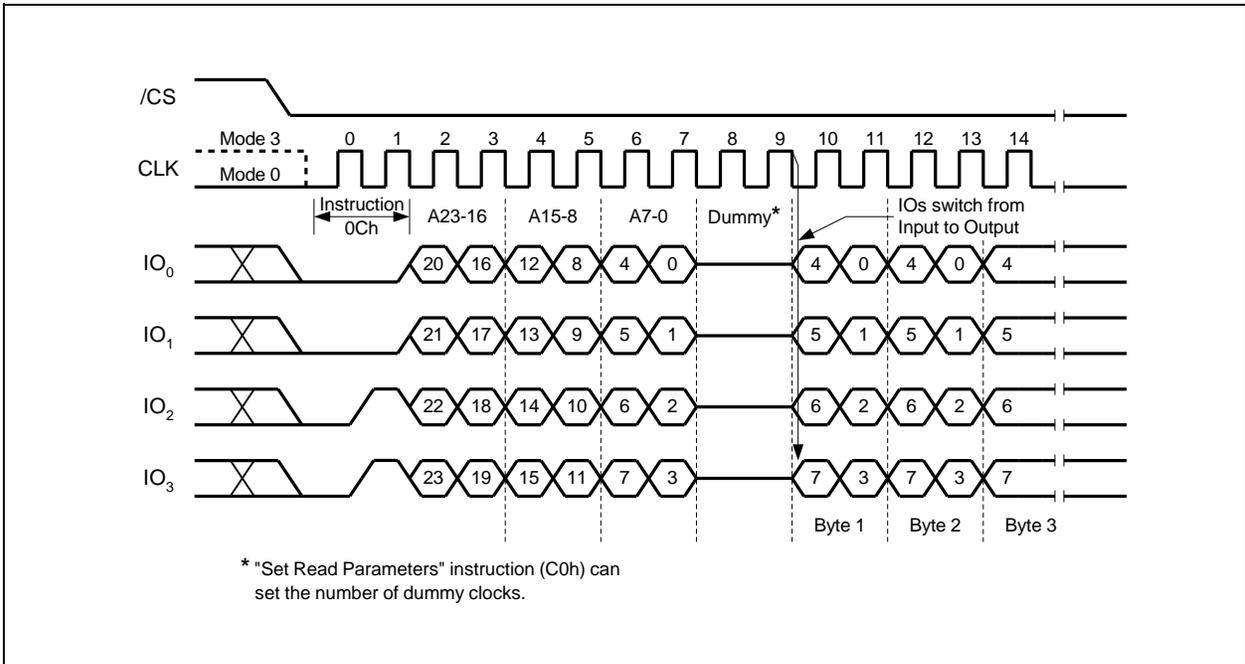 /CS
Mode 3
0 1 2 3 4 5 6 7 8 9 10 11 12 13 14
CLK
Mode 0
Instruction
0Ch
A23-16
A15-8
A7-0
Dummy*
IOs switch from
Input to Output
IO0
20 16 12 8 4 0 4 0 4 0 4
IO1
21 17 13 9 5 1 5 1 5 1 5
IO2
22 18 14 10 6 2 6 2 6 2 6
IO3
23 19 15 11 7 3 7 3 7 3 7
Byte 1
Byte 2
Byte 3
* "Set Read Parameters" instruction (C0h) can
set the number of dummy clocks.